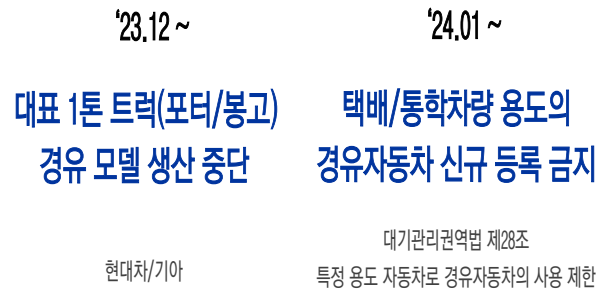 ‘23.12 ~
대표 1톤 트럭(포터/봉고)
경유 모델 생산 중단
현대차/기아
‘24.01 ~
택배/통학차량 용도의
경유자동차 신규 등록 금지
대기관리권역법 제28조
특정 용도 자동차로 경유자동차의 사용 제한